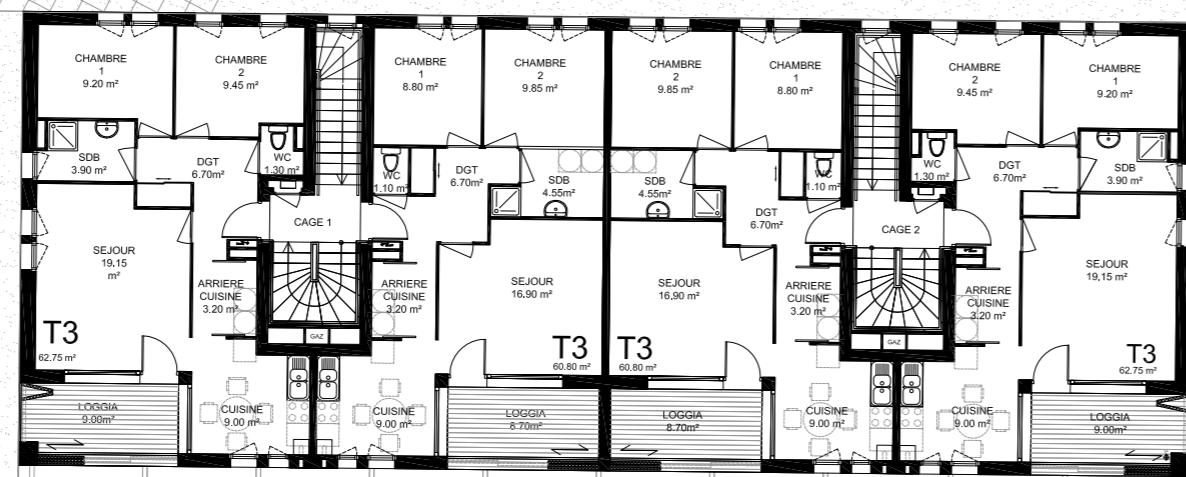 CHAMBRE
1
9.20 m²
CHAMBRE
2
9.45 m²
SDB
3.90 m²
DGT
6.70m²
WC
1.30 m²
SEJOUR
19,15
m²
ARRIERE
CUISINE
3.20 m²
T3
62.75 m²
LOGGIA
9.00m²
CUISINE
9.00 m²
CAGE 1
GAZ
CHAMBRE
1
8.80 m²
CHAMBRE
2
9.85 m²
WC
1.10 m²
DGT
6.70m²
SDB
4.55m²
ARRIERE
CUISINE
3.20 m²
SEJOUR
16.90 m²
T3
60.80 m²
CUISINE
9.00 m²
LOGGIA
8.70m²
CHAMBRE
2
9.85 m²
CHAMBRE
1
8.80 m²
SDB
4.55m²
WC
1.10 m²
DGT
6.70 m²
SEJOUR
16,90 m²
ARRIERE
CUISINE
3.20 m²
T3
60.80 m²
LOGGIA
8.70m²
CUISINE
9.00 m²
CAGE 2
GAZ
CHAMBRE
2
9.45 m²
CHAMBRE
1
9.20 m²
WC
1.30 m²
DGT
6.70m²
SDB
3.90 m²
SEJOUR
19,15 m²
ARRIERE
CUISINE
3.20 m²
T3
62.75 m²
CUISINE
9.00 m²
LOGGIA
9.00m²